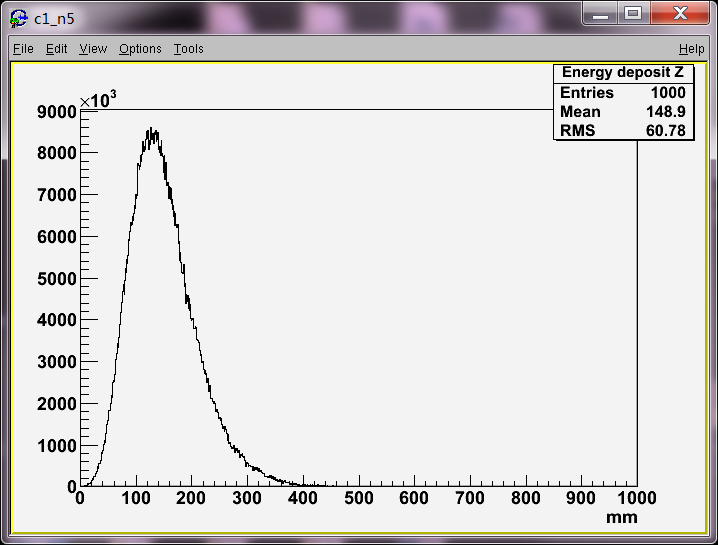 c1_n5
File Edit View Options Tools Help
Energy deposit Z
Entries 1000
Mean 148.9
RMS 60.78
×10³
9000
8000
7000
6000
5000
4000
3000
2000
1000
0
0 100 200 300 400 500 600 700 800 900 1000
mm